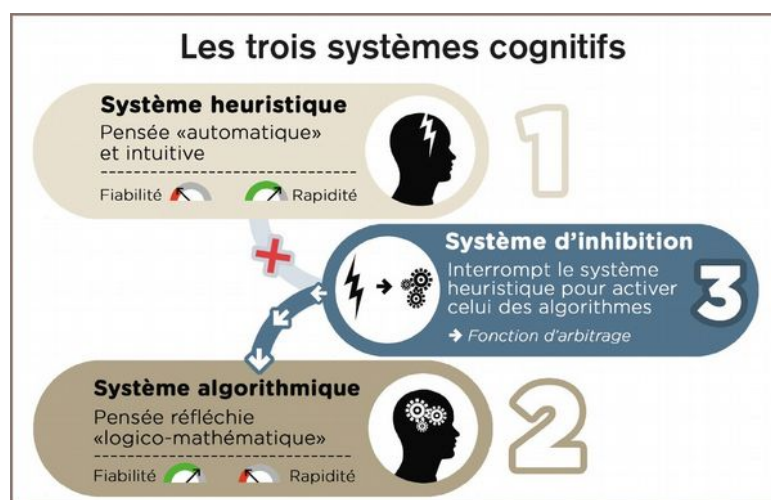 Les trois systèmes cognitifs
Système heuristique
Pensée «automatique»
et intuitive
Fiabilité Rapidité
1
Système d'inhibition
Interrompt le système
heuristique pour activer
celui des algorithmes
→ Fonction d'arbitrage
3
Système algorithmique
Pensée réfléchie
«logico-mathématique»
Fiabilité Rapidité
2